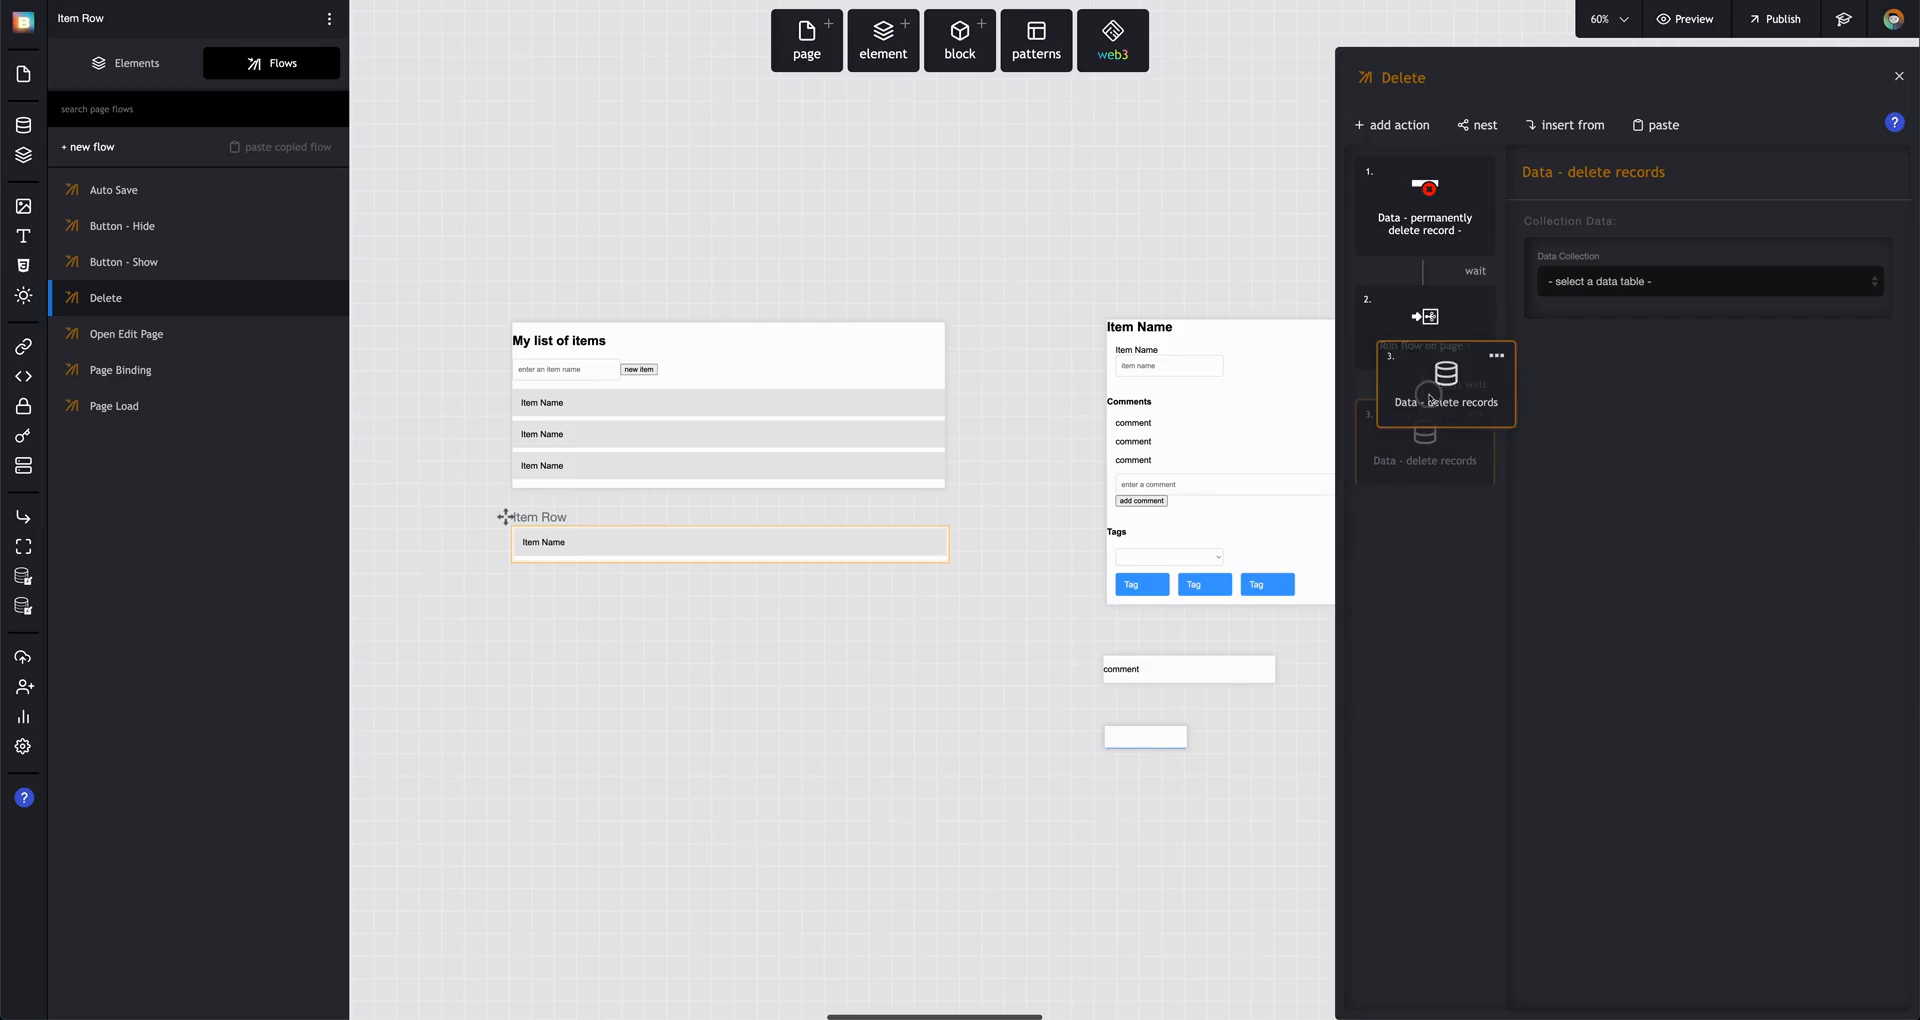 Item Row
Elements
Flows
search page flows
+ new flow
paste copied flow
Auto Save
Button - Hide
Button - Show
Delete
Open Edit Page
Page Binding
Page Load
?
page
element
block
patterns
web3
60%
Preview
Publish
My list of items
enter an item name
new item
Item Name
Item Name
Item Name
Item Row
Item Name
Item Name
Item Name
item name
Comments
comment
comment
comment
enter a comment
add comment
Tags
Tag
Tag
Tag
comment
Delete
+ add action
nest
insert from
paste
?
1.
Data - permanently
delete record -
wait
2.
Run flow on page -
wait
3.
Data - delete records
3.
Data - delete records
Data - delete records
Collection Data:
Data Collection
- select a data table -